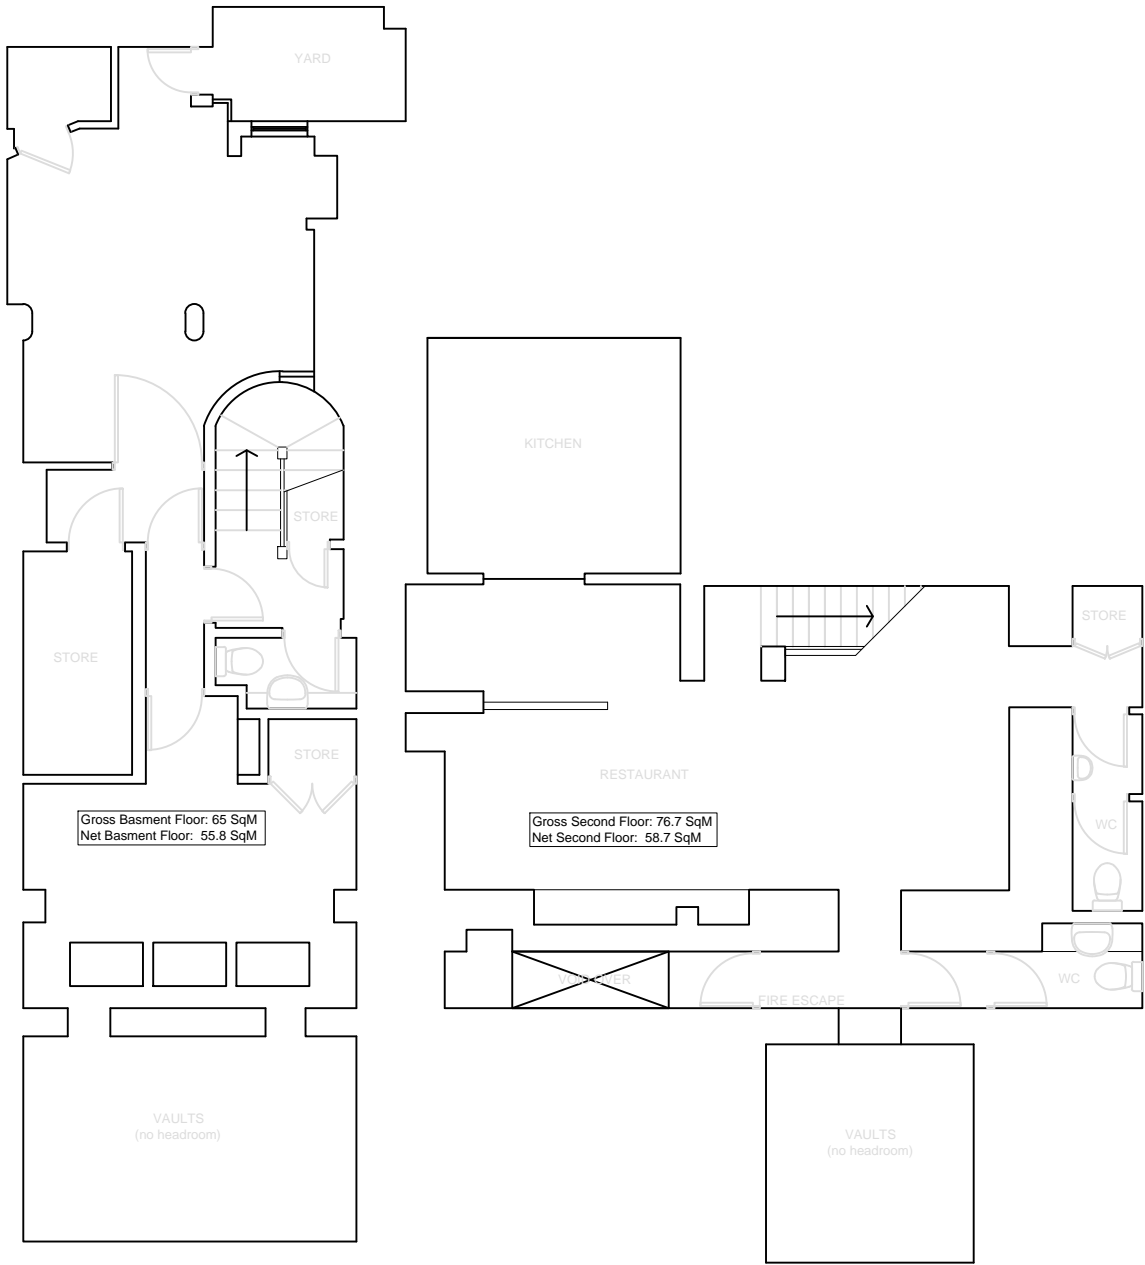 YARD
STORE
STORE
STORE
Gross Basment Floor: 65 SqM
Net Basment Floor: 55.8 SqM
VAULTS
(no headroom)
KITCHEN
STORE
RESTAURANT
Gross Second Floor: 76.7 SqM
Net Second Floor: 58.7 SqM
WC
VOID OVER
WC
FIRE ESCAPE
VAULTS
(no headroom)